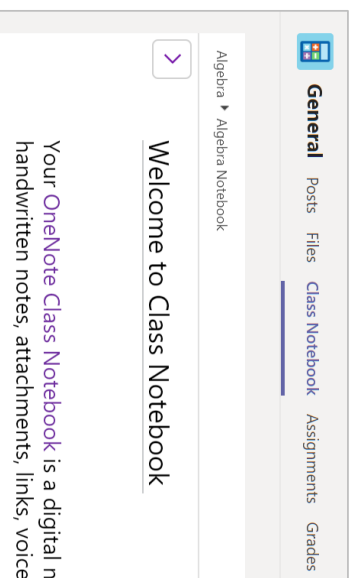 General Posts Files Class Notebook Assignments Grades
Algebra ▸ Algebra Notebook
Welcome to Class Notebook
Your OneNote Class Notebook is a digital
handwritten notes, attachments, links, voice